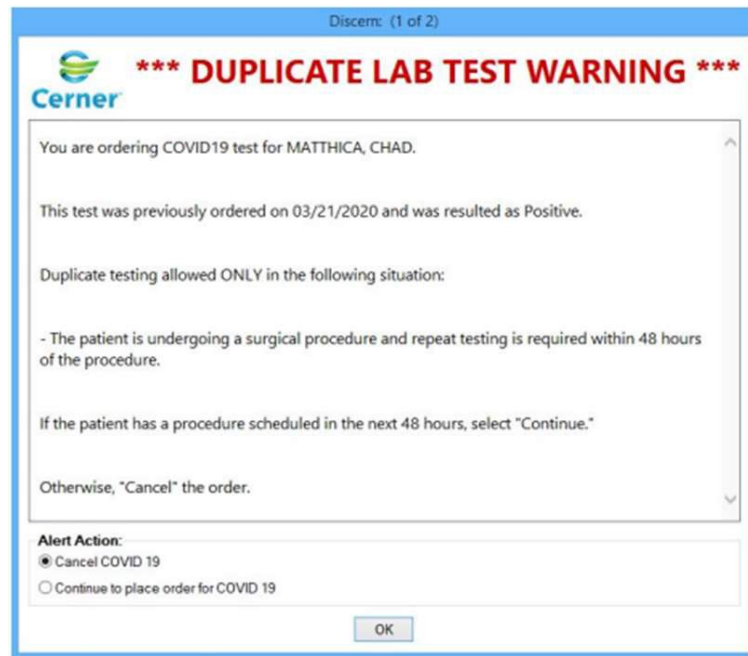 Discern: (1 of 2)
Cerner
*** DUPLICATE LAB TEST WARNING ***
You are ordering COVID19 test for MATTHICA, CHAD.
This test was previously ordered on 03/21/2020 and was resulted as Positive.
Duplicate testing allowed ONLY in the following situation:
- The patient is undergoing a surgical procedure and repeat testing is required within 48 hours
of the procedure.
If the patient has a procedure scheduled in the next 48 hours, select "Continue."
Otherwise, "Cancel" the order.
Alert Action:
Cancel COVID 19
Continue to place order for COVID 19
OK